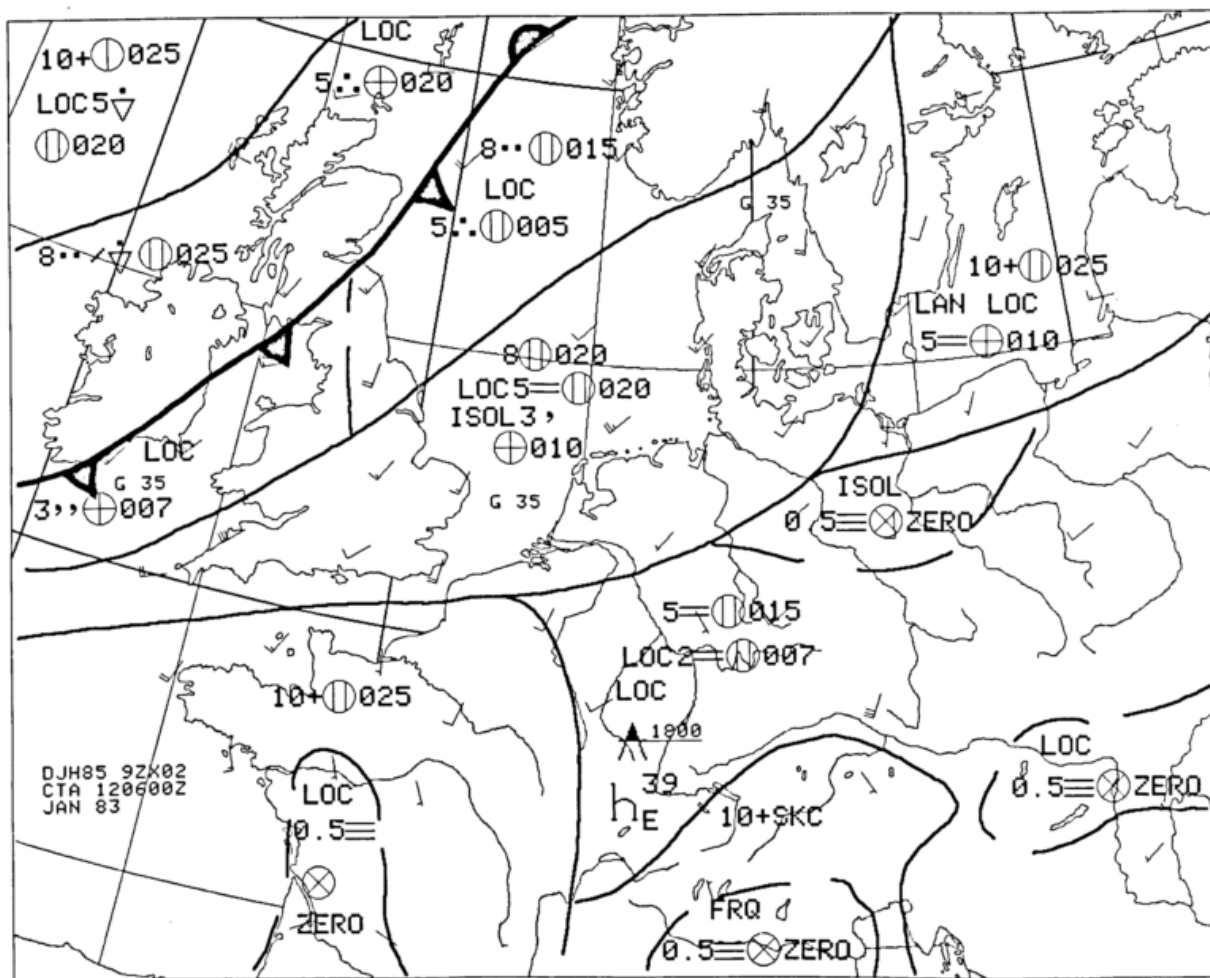 10+ 025
LOC5
020
LOC
5 020
8 015
LOC
5 005
8 025
G 35
10+ 025
LAN LOC
5 010
8 020
LOC5 020
ISOL3,
010
LOC
G 35
3,, 007
G 35
ISOL
0 5 ZERO
5 015
LOC2 007
LOC
1800
10+ 025
DJH85 9ZX02
CTA 120600Z
JAN 83
LOC
0.5
ZERO
39
hE
10+SKC
LOC
0.5 ZERO
FRQ
0.5 ZERO